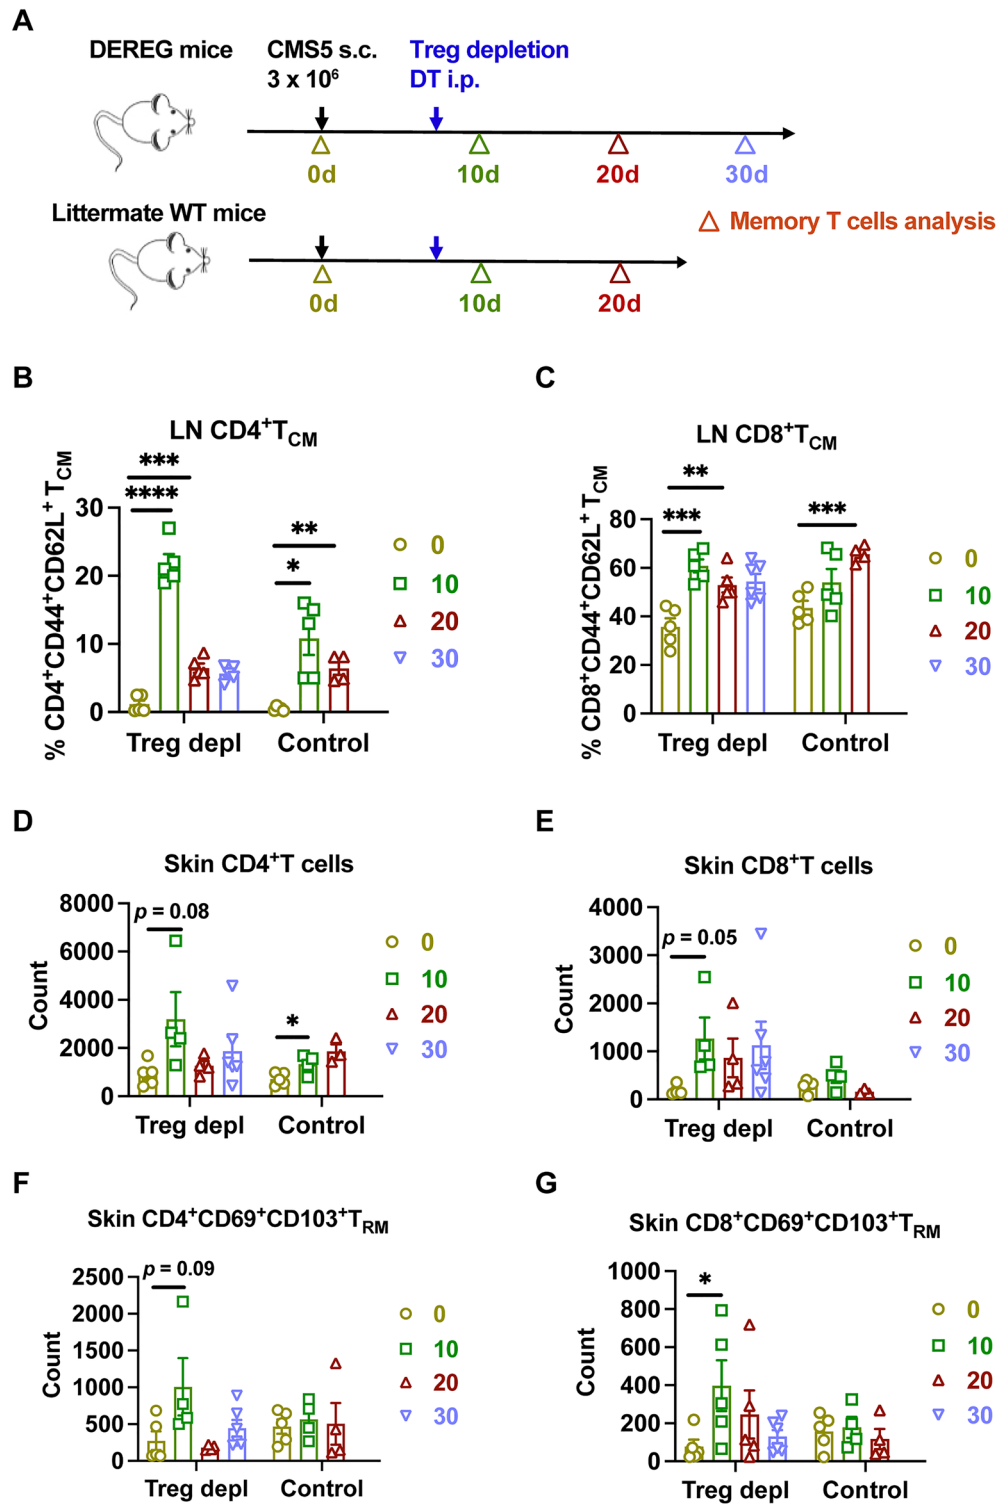 A
DEREG mice
CMS5 s.c.
3 x 10⁶
Treg depletion
DT i.p.
0d
10d
20d
30d
Littermate WT mice
Memory T cells analysis
0d
10d
20d
B
LN CD4⁺T_CM
% CD4⁺CD44⁺CD62L⁺ T_CM
30
20
10
0
***
****
**
*
Treg depl
Control
0
10
20
30
C
LN CD8⁺T_CM
% CD8⁺CD44⁺CD62L⁺ T_CM
80
60
40
20
0
**
***
***
Treg depl
Control
0
10
20
30
D
Skin CD4⁺T cells
Count
8000
6000
4000
2000
0
p = 0.08
*
Treg depl
Control
0
10
20
30
E
Skin CD8⁺T cells
Count
4000
3000
2000
1000
0
p = 0.05
Treg depl
Control
0
10
20
30
F
Skin CD4⁺CD69⁺CD103⁺T_RM
Count
2500
2000
1500
1000
500
0
p = 0.09
Treg depl
Control
0
10
20
30
G
Skin CD8⁺CD69⁺CD103⁺T_RM
Count
1000
800
600
400
200
0
*
Treg depl
Control
0
10
20
30